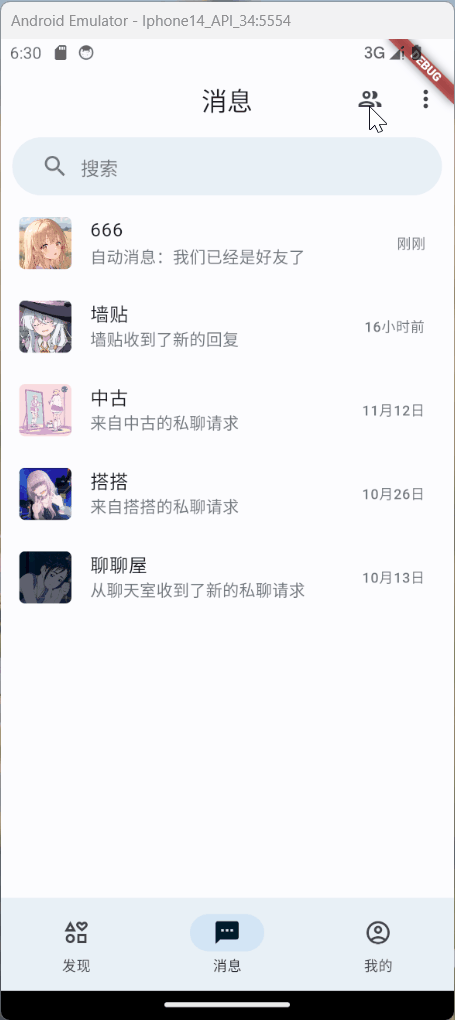 Android Emulator - Iphone14_API_34:5554
6:30 3G
DEBUG
消息
搜索
666
自动消息：我们已经是好友了
刚刚
墙贴
墙贴收到了新的回复
16小时前
中古
来自中古的私聊请求
11月12日
搭搭
来自搭搭的私聊请求
10月26日
聊聊屋
从聊天室收到了新的私聊请求
10月13日
发现 消息 我的